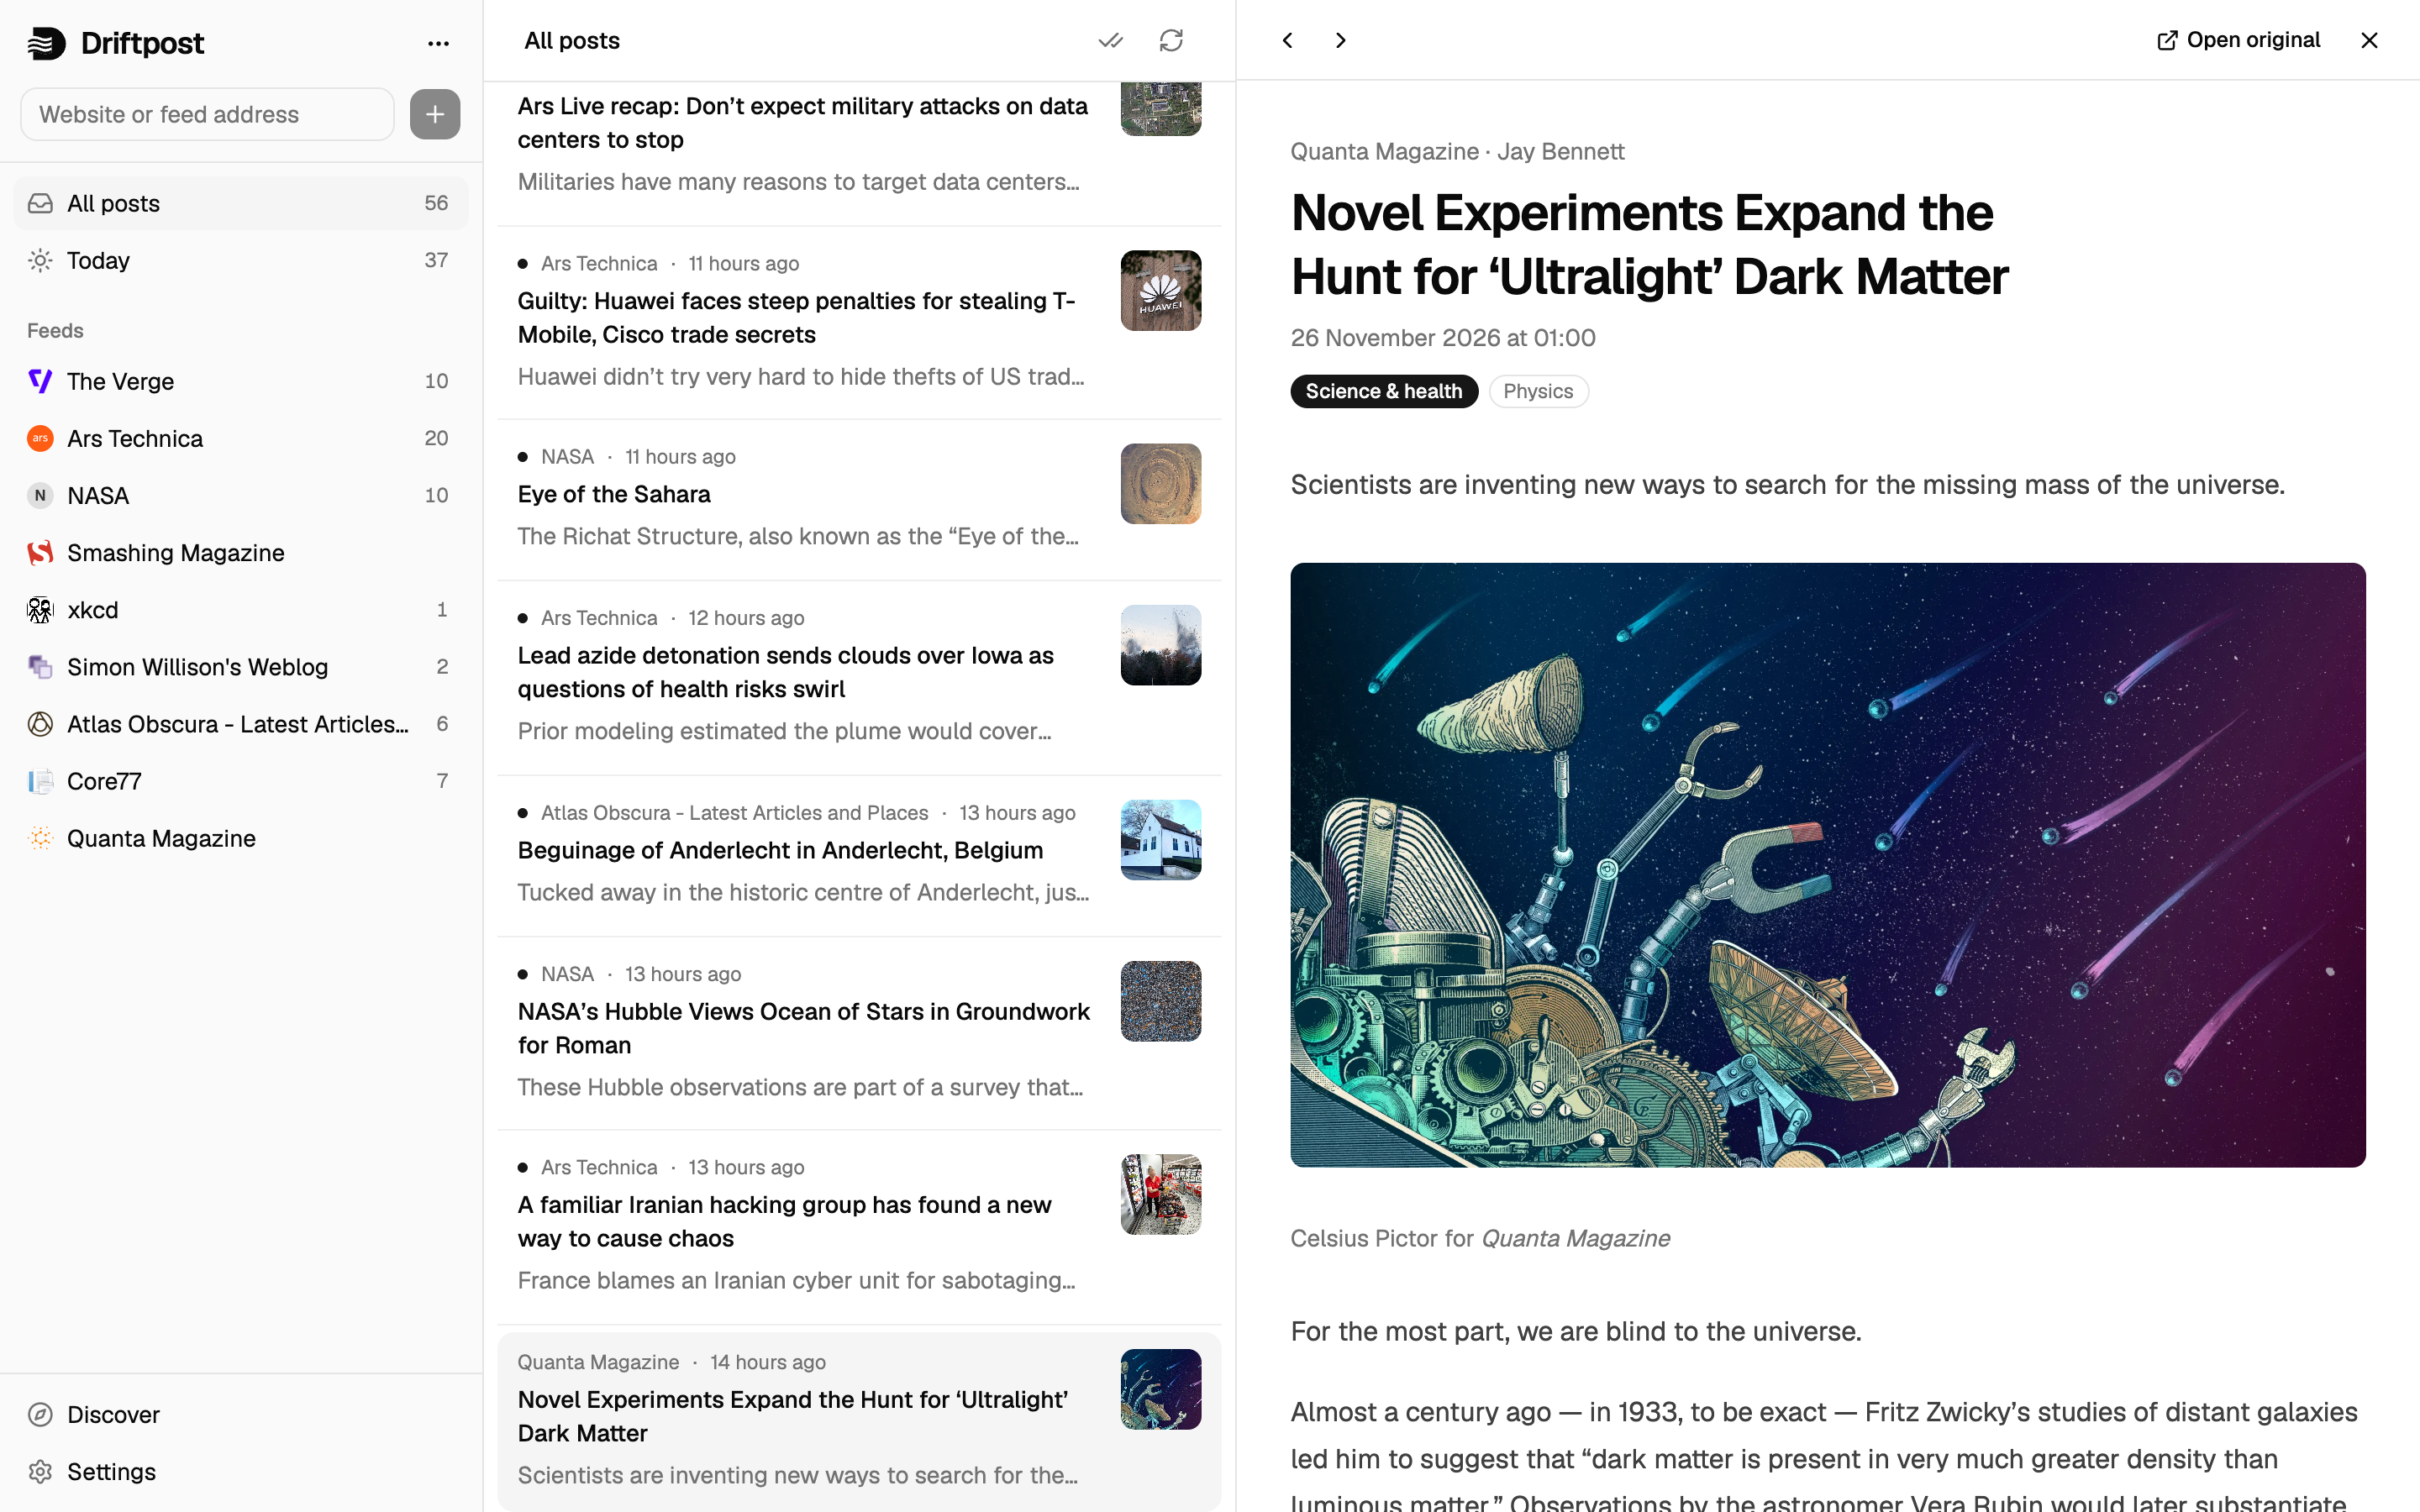 Driftpost
Website or feed address
All posts 56
Today 37
Feeds
The Verge 10
ars
Ars Technica 20
N
NASA 10
Smashing Magazine
xkcd 1
Simon Willison's Weblog 2
Atlas Obscura - Latest Articles... 6
Core77 7
Quanta Magazine
Discover
Settings
All posts
Ars Live recap: Don’t expect military attacks on data
centers to stop
Militaries have many reasons to target data centers...
Ars Technica · 11 hours ago
Guilty: Huawei faces steep penalties for stealing T-
Mobile, Cisco trade secrets
Huawei didn’t try very hard to hide thefts of US trad...
HUAWEI
NASA · 11 hours ago
Eye of the Sahara
The Richat Structure, also known as the “Eye of the...
Ars Technica · 12 hours ago
Lead azide detonation sends clouds over Iowa as
questions of health risks swirl
Prior modeling estimated the plume would cover...
Atlas Obscura - Latest Articles and Places · 13 hours ago
Beguinage of Anderlecht in Anderlecht, Belgium
Tucked away in the historic centre of Anderlecht, jus...
NASA · 13 hours ago
NASA’s Hubble Views Ocean of Stars in Groundwork
for Roman
These Hubble observations are part of a survey that...
Ars Technica · 13 hours ago
A familiar Iranian hacking group has found a new
way to cause chaos
France blames an Iranian cyber unit for sabotaging...
Quanta Magazine · 14 hours ago
Novel Experiments Expand the Hunt for ‘Ultralight’
Dark Matter
Scientists are inventing new ways to search for the...
Open original
Quanta Magazine · Jay Bennett
Novel Experiments Expand the
Hunt for ‘Ultralight’ Dark Matter
26 November 2026 at 01:00
Science & health
Physics
Scientists are inventing new ways to search for the missing mass of the universe.
Celsius Pictor for Quanta Magazine
For the most part, we are blind to the universe.
Almost a century ago — in 1933, to be exact — Fritz Zwicky’s studies of distant galaxies
led him to suggest that “dark matter is present in very much greater density than
luminous matter.” Observations by the astronomer Vera Rubin would later substantiate